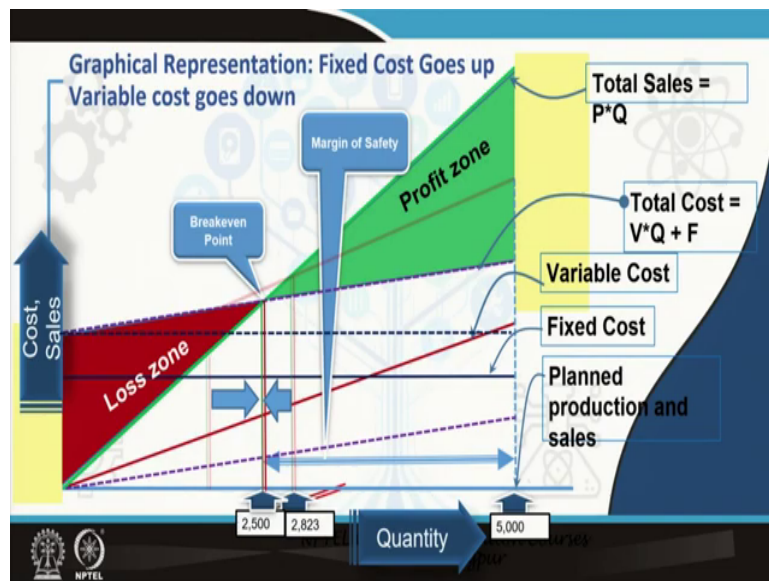 Graphical Representation: Fixed Cost Goes up
Variable cost goes down
Total Sales =
P*Q
Margin of Safety
Profit zone
Breakeven
Point
Total Cost =
V*Q + F
Variable Cost
Fixed Cost
Cost,
Sales
Loss zone
Planned
production and
sales
2,500
2,823
5,000
Quantity
NPTEL